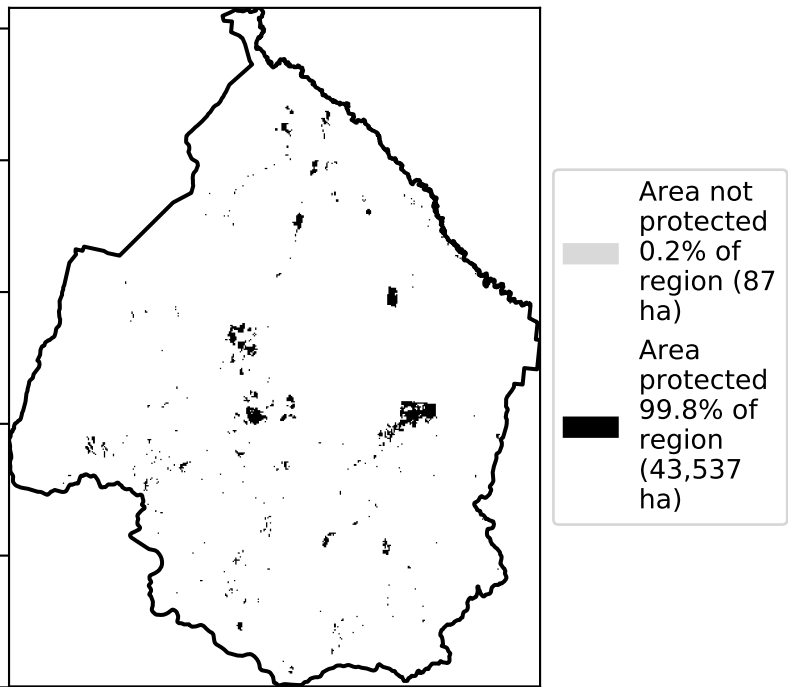 Area not
protected
0.2% of
region (87
ha)
Area
protected
99.8% of
region
(43,537
ha)